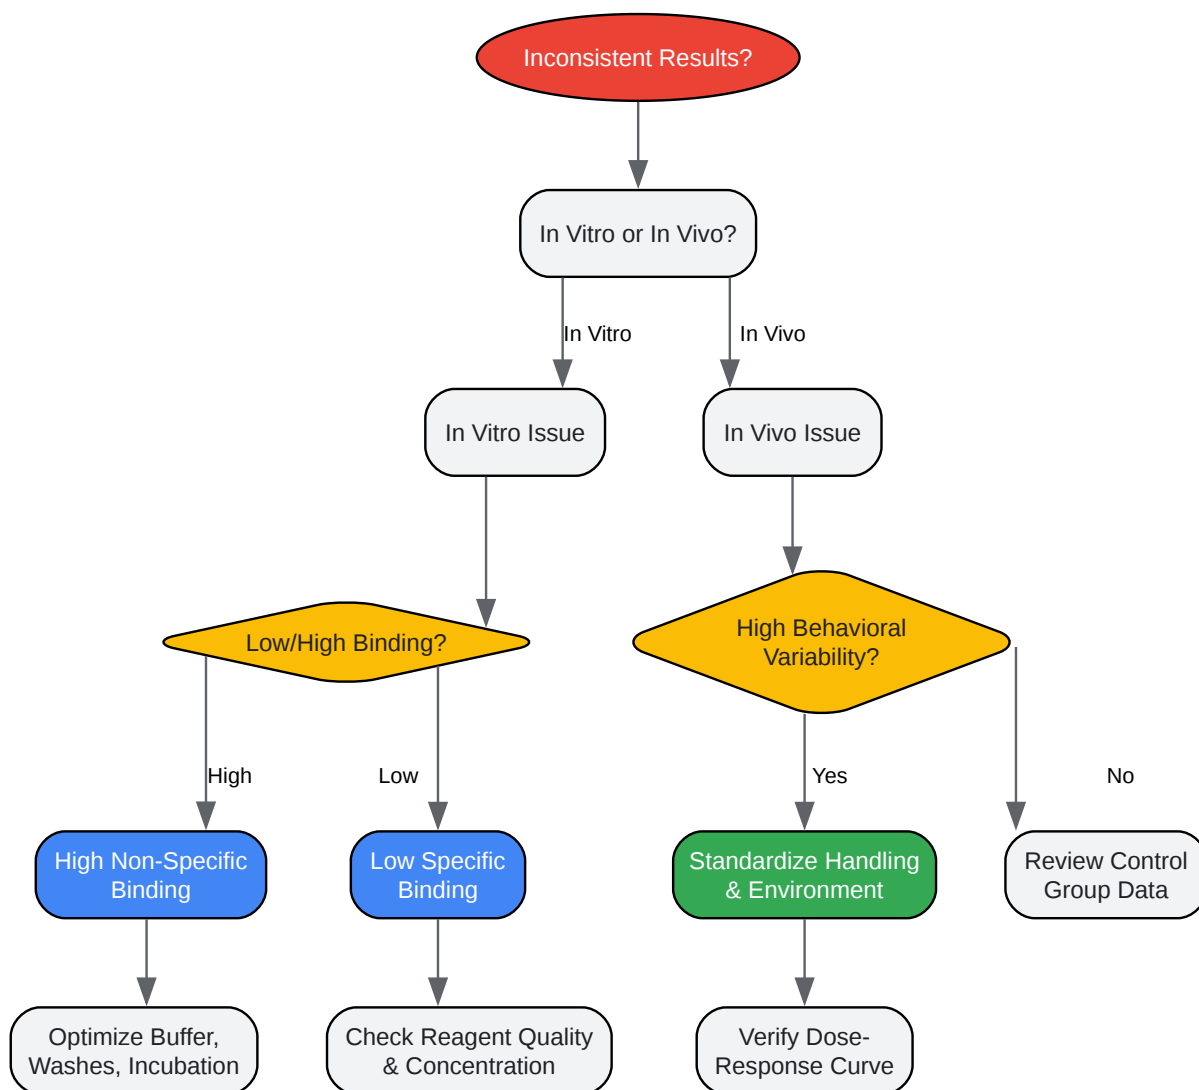 Inconsistent Results?
In Vitro or In Vivo?
In Vitro
In Vivo
In Vitro Issue
In Vivo Issue
Low/High Binding?
High Behavioral
Variability?
High
Low
Yes
No
High Non-Specific
Binding
Low Specific
Binding
Standardize Handling
& Environment
Review Control
Group Data
Optimize Buffer,
Washes, Incubation
Check Reagent Quality
& Concentration
Verify Dose-
Response Curve